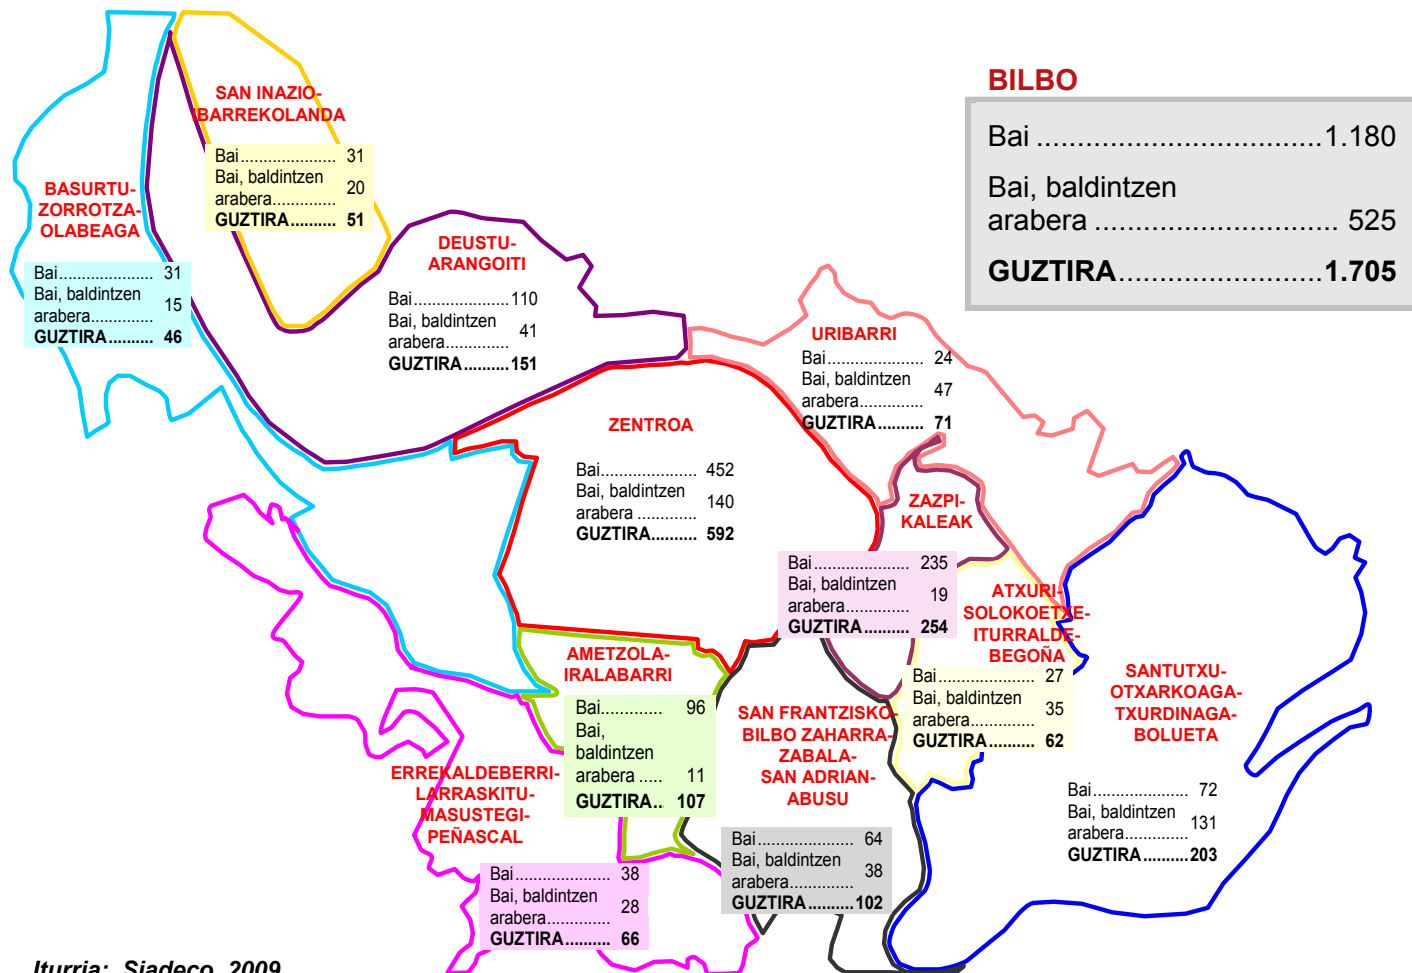 BILBO
Bai ..................................1.180
Bai, baldintzen
arabera ............................. 525
GUZTIRA........................1.705
SAN INAZIO-
IBARREKOLANDA
Bai..................... 31
Bai, baldintzen
arabera.............. 20
GUZTIRA.......... 51
BASURTU-
ZORROTZA-
OLABEAGA
Bai..................... 31
Bai, baldintzen
arabera.............. 15
GUZTIRA.......... 46
DEUSTU-
ARANGOITI
Bai.....................110
Bai, baldintzen
arabera.............. 41
GUZTIRA..........151
URIBARRI
Bai..................... 24
Bai, baldintzen
arabera.............. 47
GUZTIRA.......... 71
ZENTROA
Bai..................... 452
Bai, baldintzen
arabera ............. 140
GUZTIRA.......... 592
ZAZPI-
KALEAK
Bai..................... 235
Bai, baldintzen
arabera.............. 19
GUZTIRA.......... 254
ATXURI-
SOLOKOETXE-
ITURRALDE-
BEGOÑA
Bai..................... 27
Bai, baldintzen
arabera.............. 35
GUZTIRA.......... 62
AMETZOLA-
IRALABARRI
Bai............. 96
Bai,
baldintzen
arabera ..... 11
GUZTIRA... 107
SAN FRANTZISKO-
BILBO ZAHARRA-
ZABALA-
SAN ADRIAN-
ABUSU
Bai..................... 64
Bai, baldintzen
arabera.............. 38
GUZTIRA..........102
SANTUTXU-
OTXARKOAGA-
TXURDINAGA-
BOLUETA
Bai..................... 72
Bai, baldintzen
arabera.............. 131
GUZTIRA..........203
ERREKALDEBERRI-
LARRASKITU-
MASUSTEGI-
PEÑASCAL
Bai..................... 38
Bai, baldintzen
arabera.............. 28
GUZTIRA.......... 66
Iturria: Siadeco, 2009